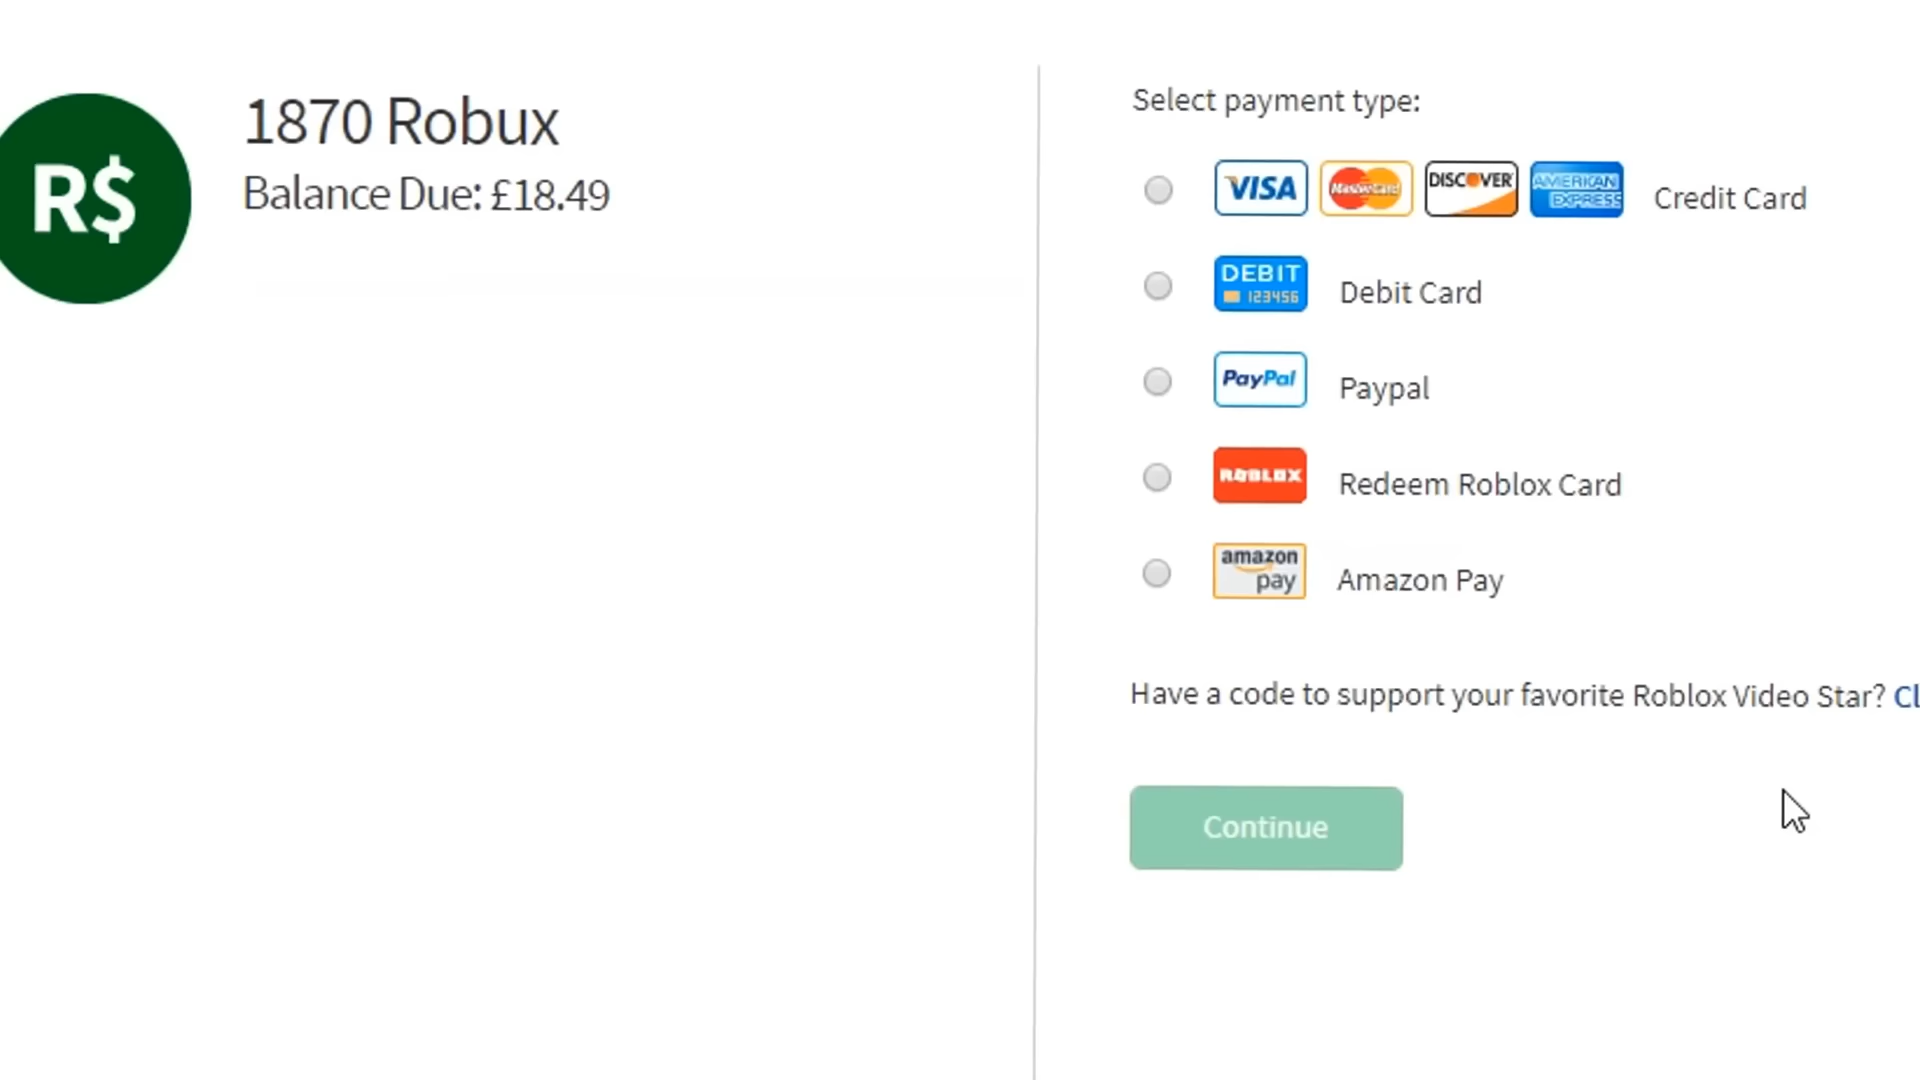 R$
1870 Robux
Balance Due: £18.49
Select payment type:
VISA MasterCard DISCOVER AMERICAN EXPRESS Credit Card
DEBIT
123456
Debit Card
PayPal Paypal
ROBLOX Redeem Roblox Card
amazon
pay
Amazon Pay
Have a code to support your favorite Roblox Video Star? Cl
Continue